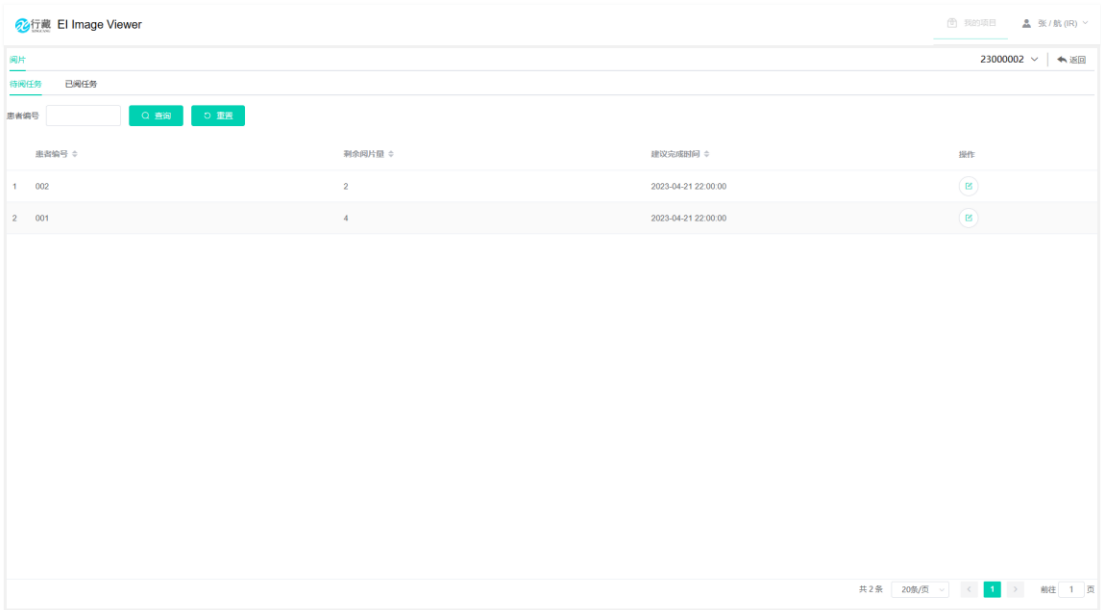 行藏 EI Image Viewer
我的项目
张 / 航 (IR)
阅片
23000002
返回
待阅任务
已阅任务
患者编号
查询
重置
患者编号
剩余阅片量
建议完成时间
操作
1
002
2
2023-04-21 22:00:00
2
001
4
2023-04-21 22:00:00
共 2 条
20条/页
1
前往
1
页